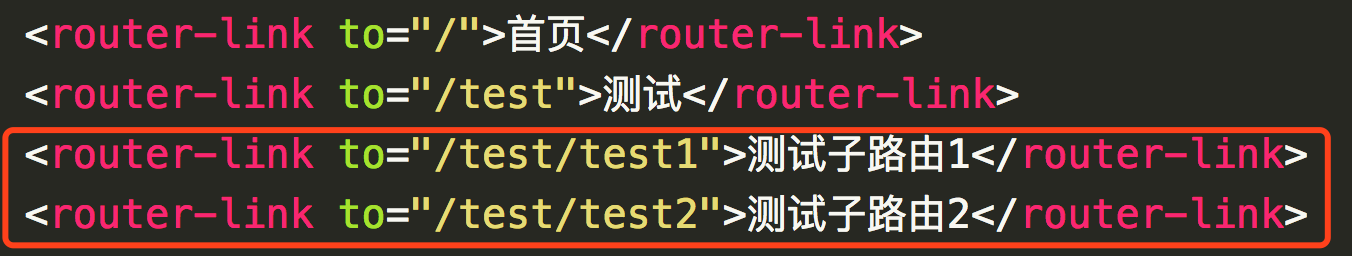 <router-link to="/">首页</router-link>
<router-link to="/test">测试</router-link>
<router-link to="/test/test1">测试子路由1</router-link>
<router-link to="/test/test2">测试子路由2</router-link>